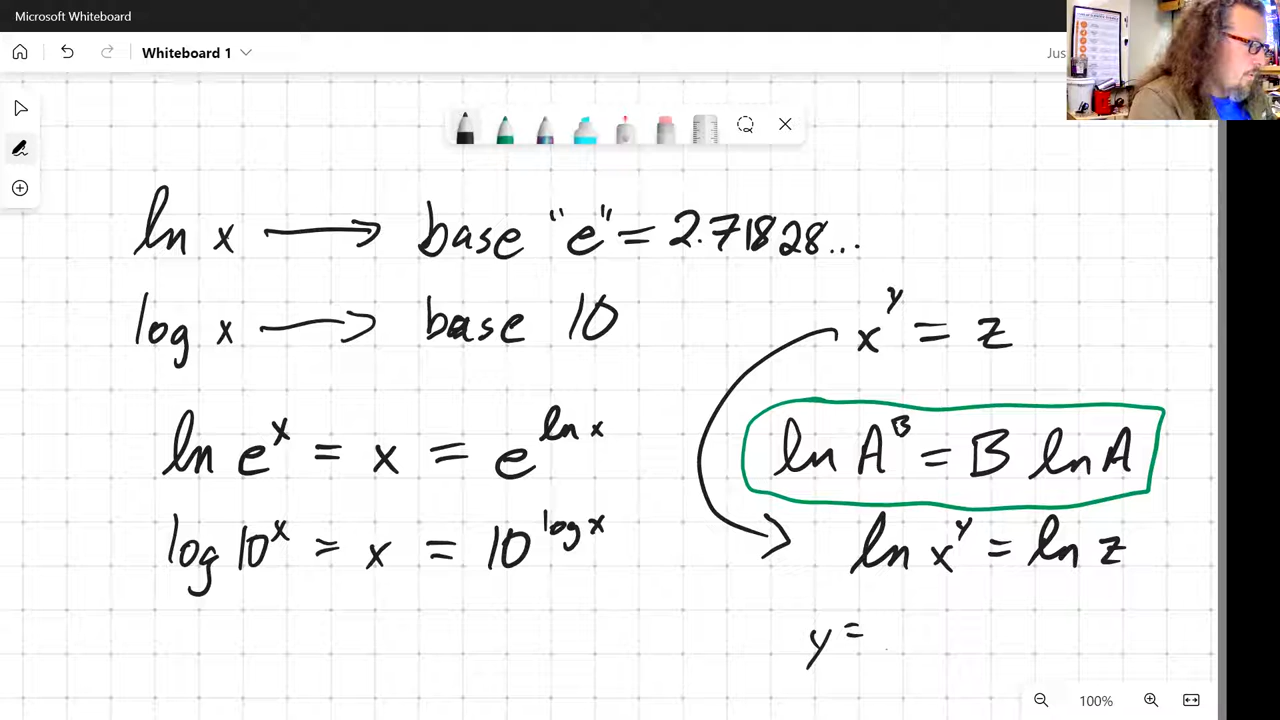 Microsoft Whiteboard
Whiteboard 1
Jus
ln x → base "e" = 2.71828...
log x → base 10
x^y = z
ln e^x = x = e^(ln x)
ln A^B = B ln A
log 10^x = x = 10^(log x)
ln x^y = ln z
y =
100%